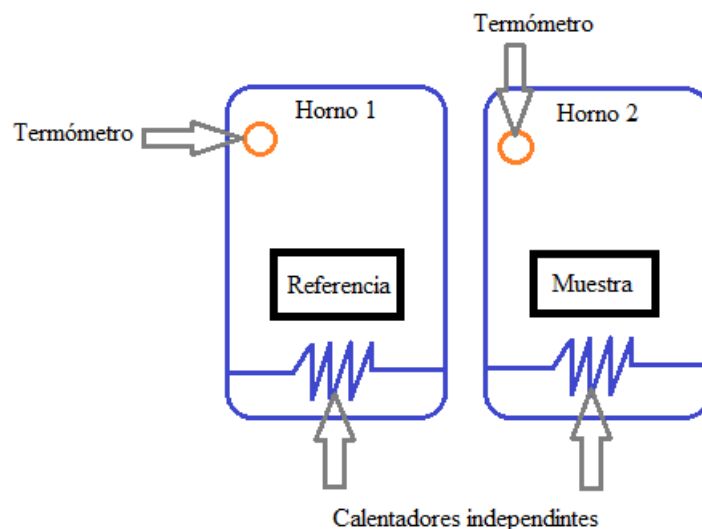 Termómetro
Horno 1
Horno 2
Termómetro
Referencia
Muestra
Calentadores independintes